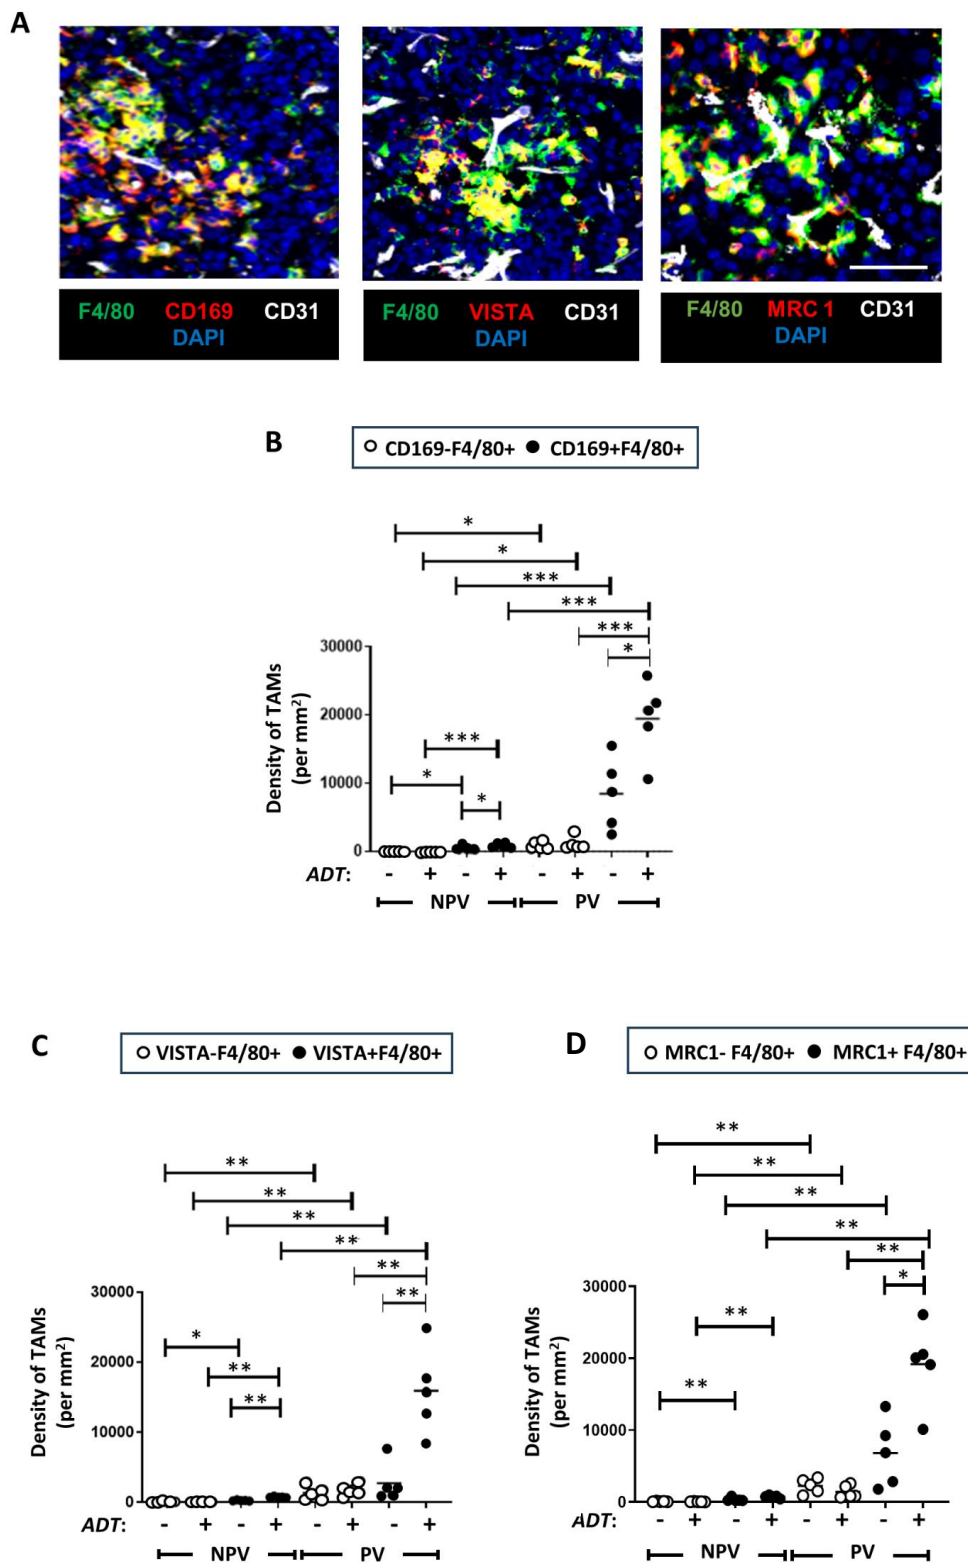 A
F4/80 CD169 CD31
DAPI
F4/80 VISTA CD31
DAPI
F4/80 MRC 1 CD31
DAPI
B
CD169-F4/80+ CD169+F4/80+
*
*
***
***
***
*
***
*
*
Density of TAMs
(per mm²)
30000
20000
10000
0
ADT: - + - + - + - +
NPV PV
C
VISTA-F4/80+ VISTA+F4/80+
**
**
**
**
**
**
*
**
**
Density of TAMs
(per mm²)
30000
20000
10000
0
ADT: - + - + - + - +
NPV PV
D
MRC1- F4/80+ MRC1+ F4/80+
**
**
**
**
**
*
**
**
Density of TAMs
(per mm²)
30000
20000
10000
0
ADT: - + - + - + - +
NPV PV